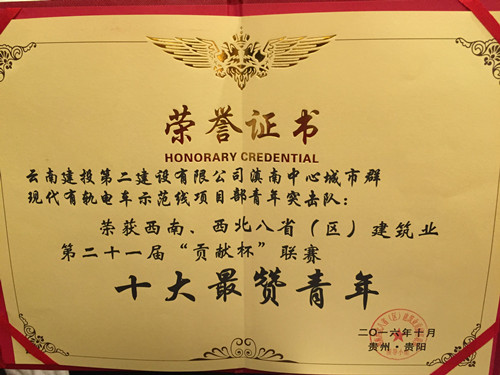 荣誉证书
HONORARY CREDENTIAL
云南建投第二建设有限公司滇南中心城市群
现代有轨电车示范线项目部青年突击队：
荣获西南、西北八省（区）建筑业
第二十一届“贡献杯”联赛
十大最赞青年
二〇一六年十月
贵州·贵阳